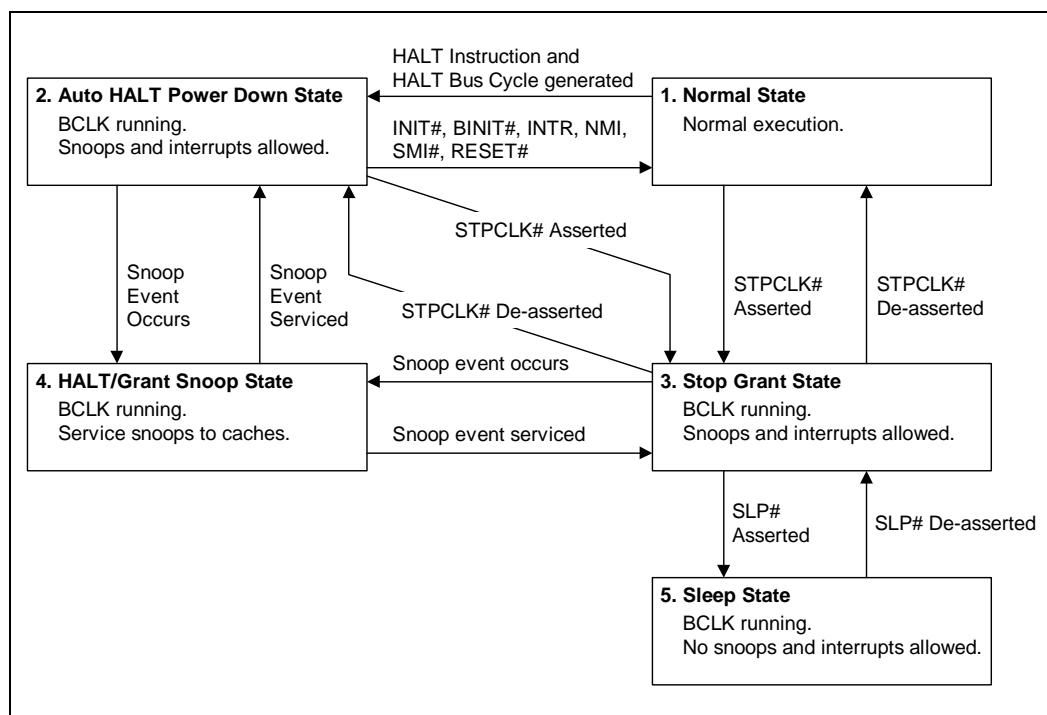 HALT Instruction and
HALT Bus Cycle generated
2. Auto HALT Power Down State
BCLK running.
Snoops and interrupts allowed.
1. Normal State
Normal execution.
INIT#, BINIT#, INTR, NMI,
SMI#, RESET#
STPCLK# Asserted
Snoop
Event
Occurs
Snoop
Event
Serviced
STPCLK# De-asserted
STPCLK#
Asserted
STPCLK#
De-asserted
Snoop event occurs
4. HALT/Grant Snoop State
BCLK running.
Service snoops to caches.
3. Stop Grant State
BCLK running.
Snoops and interrupts allowed.
Snoop event serviced
SLP#
Asserted
SLP# De-asserted
5. Sleep State
BCLK running.
No snoops and interrupts allowed.